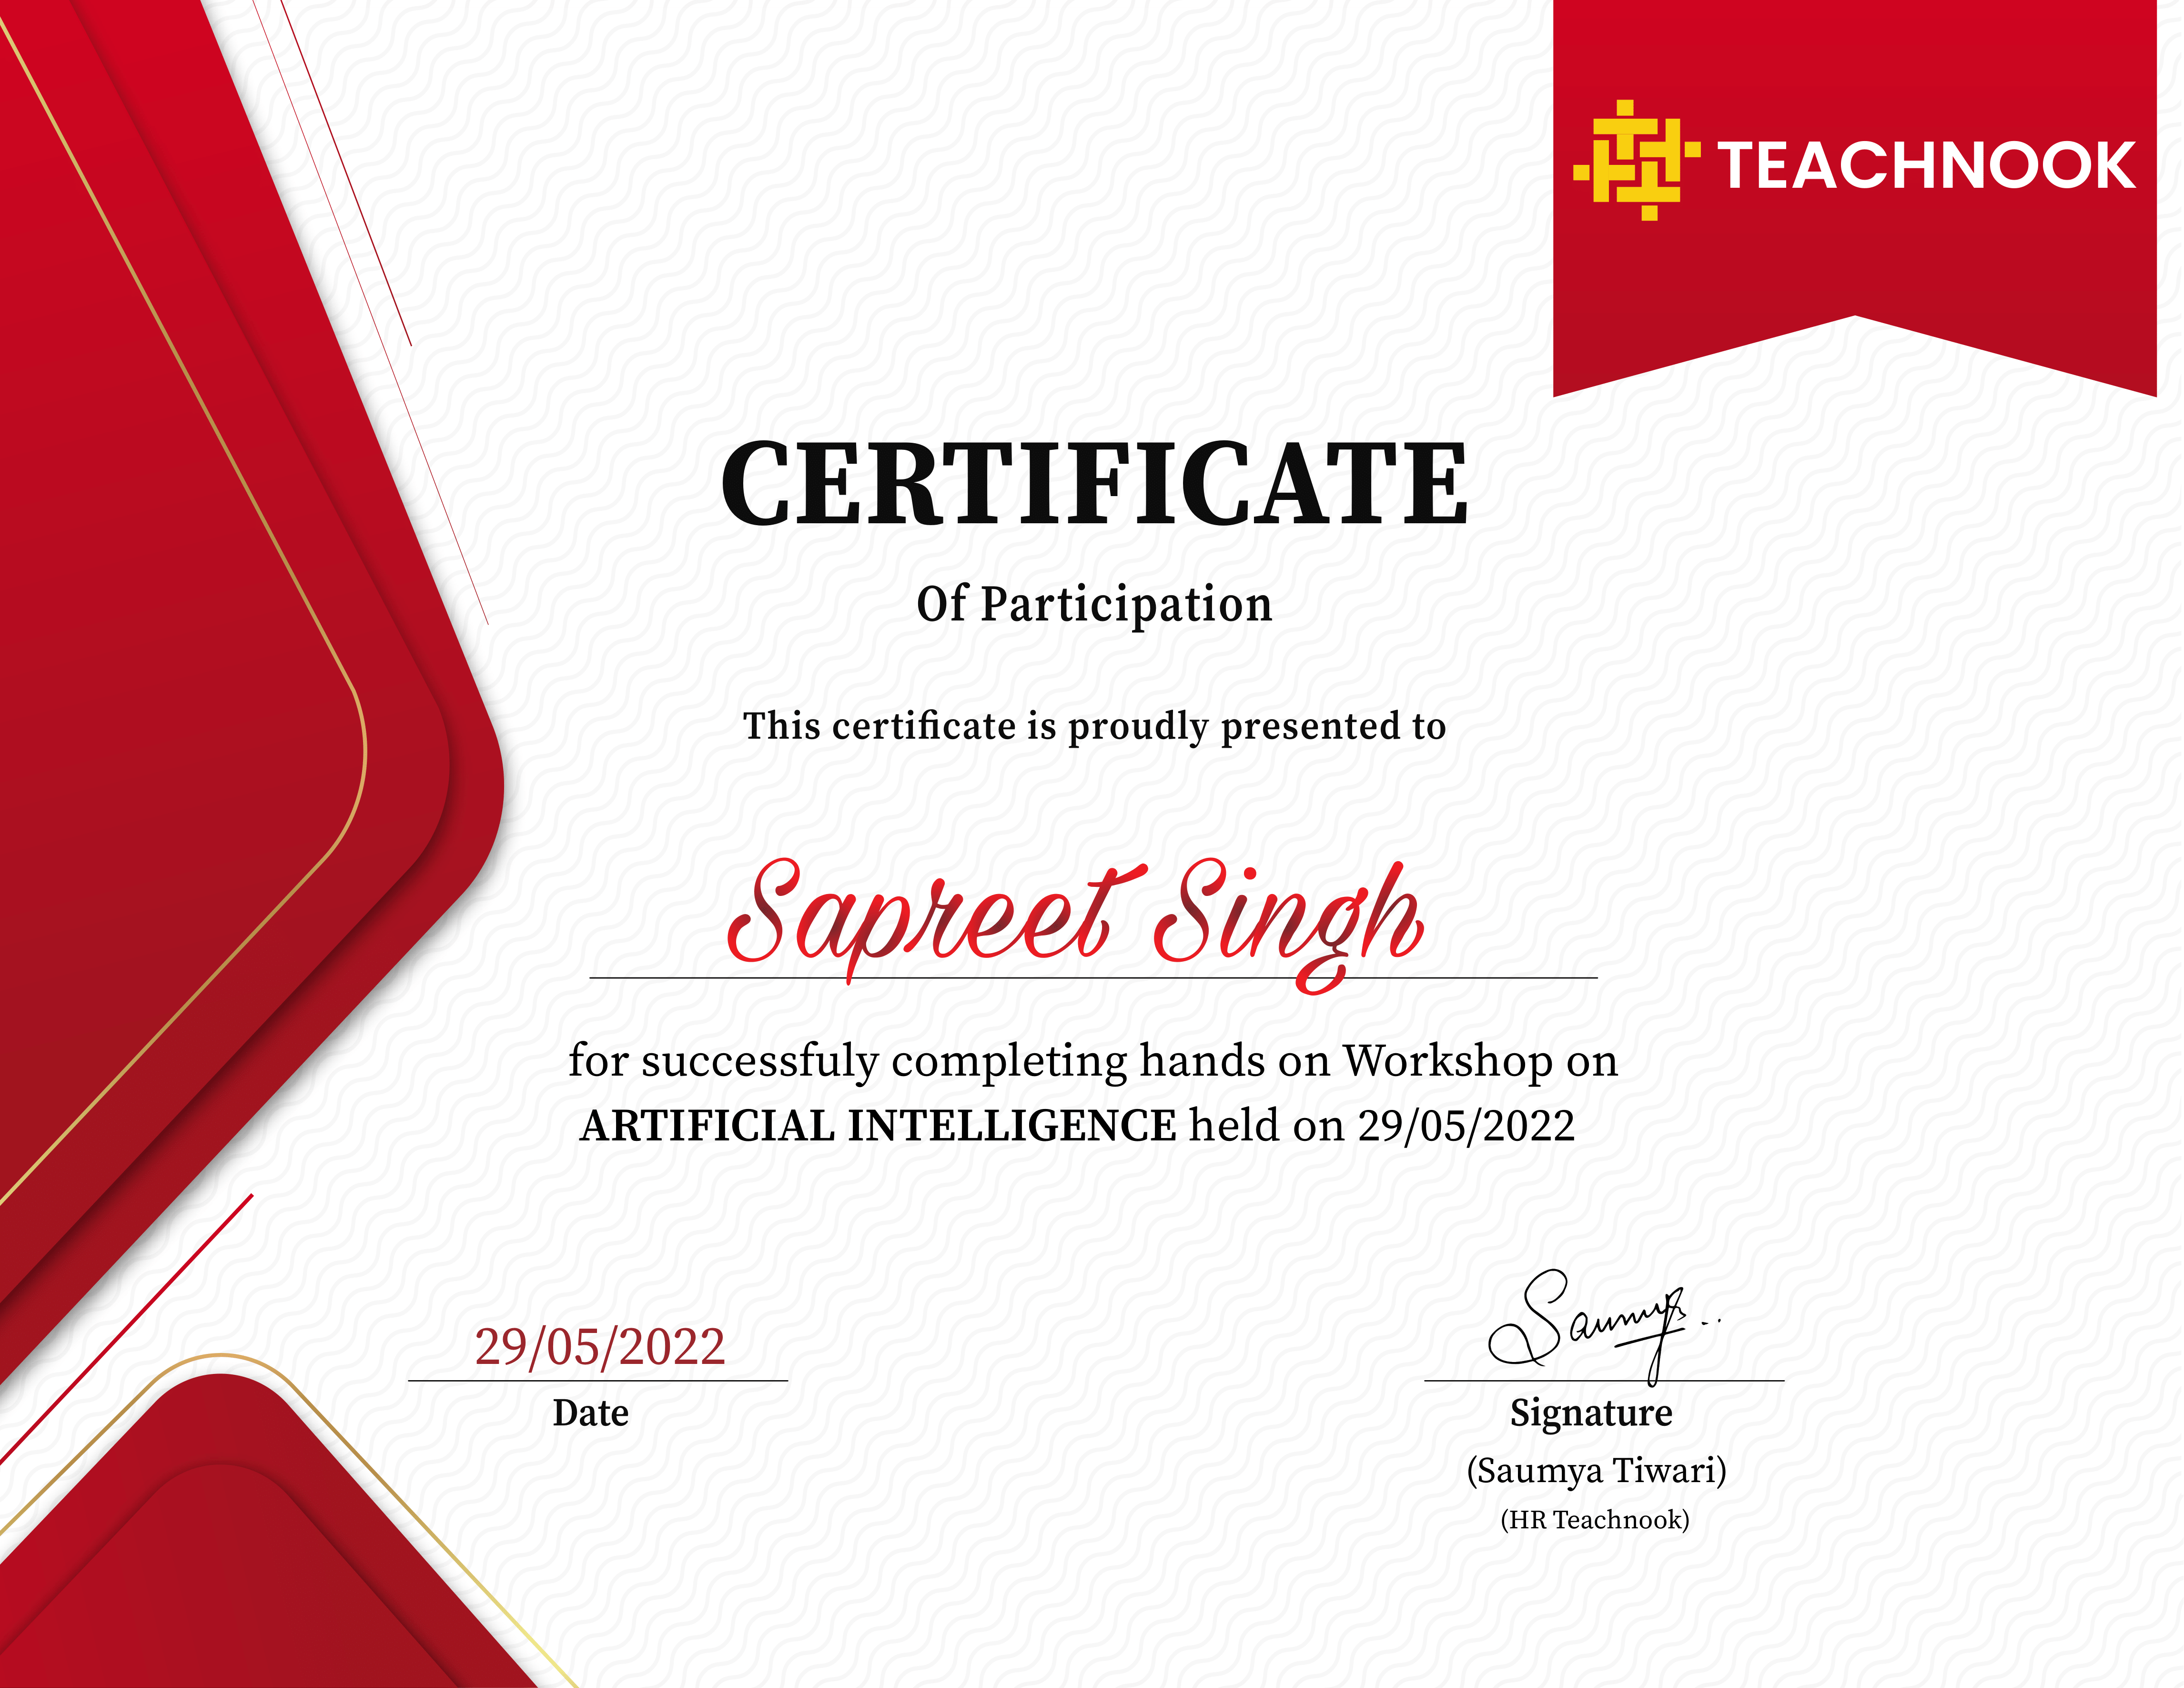 TEACHNOOK
CERTIFICATE
Of Participation
This certificate is proudly presented to
Sapreet Singh
for successfuly completing hands on Workshop on
ARTIFICIAL INTELLIGENCE held on 29/05/2022
29/05/2022
Date
Saumya..
Signature
(Saumya Tiwari)
(HR Teachnook)